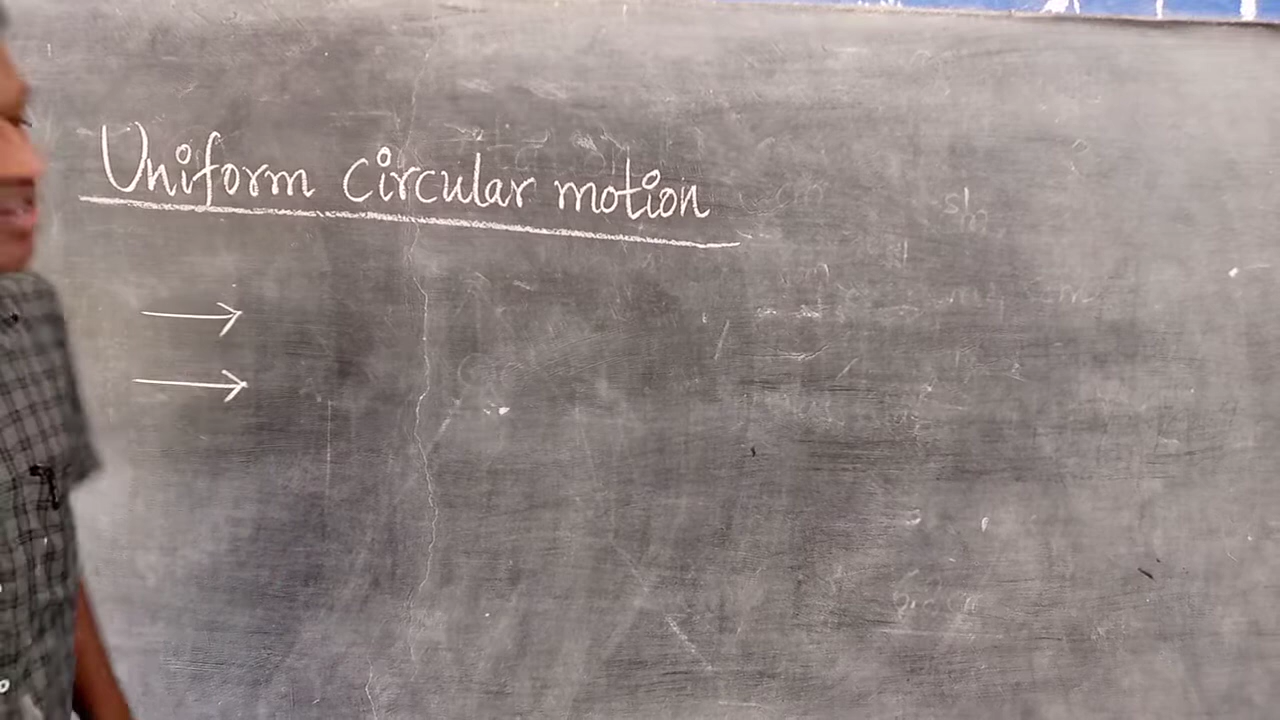 Uniform circular motion
→
→